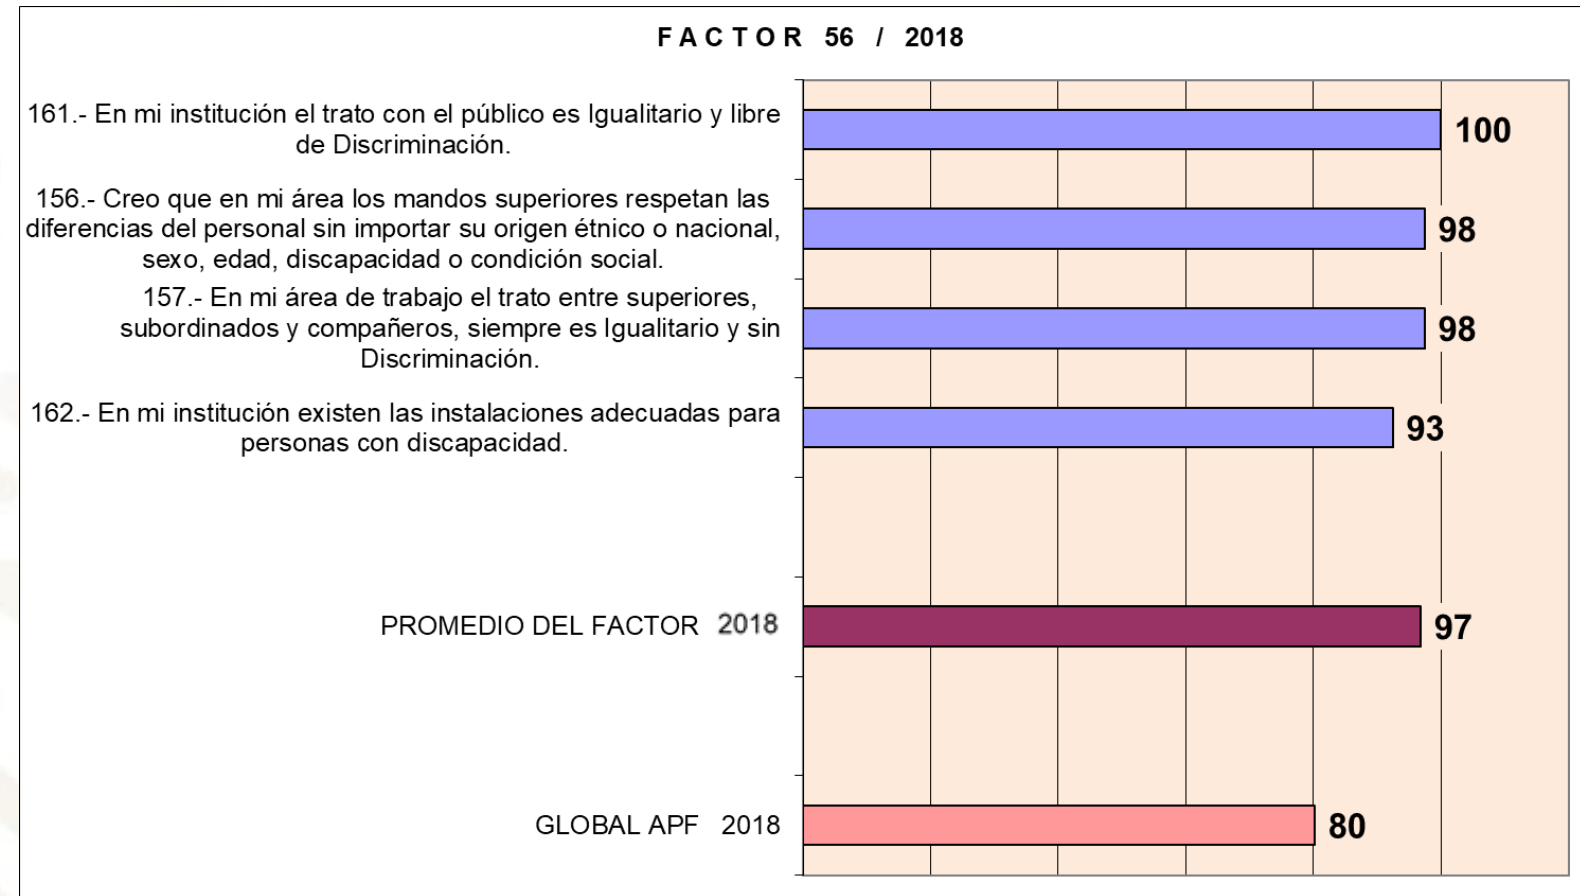 FACTOR 56 / 2018
161.- En mi institución el trato con el público es Igualitario y libre
de Discriminación.
100
156.- Creo que en mi área los mandos superiores respetan las
diferencias del personal sin importar su origen étnico o nacional,
sexo, edad, discapacidad o condición social.
98
157.- En mi área de trabajo el trato entre superiores,
subordinados y compañeros, siempre es Igualitario y sin
Discriminación.
98
162.- En mi institución existen las instalaciones adecuadas para
personas con discapacidad.
93
PROMEDIO DEL FACTOR 2018
97
GLOBAL APF 2018
80